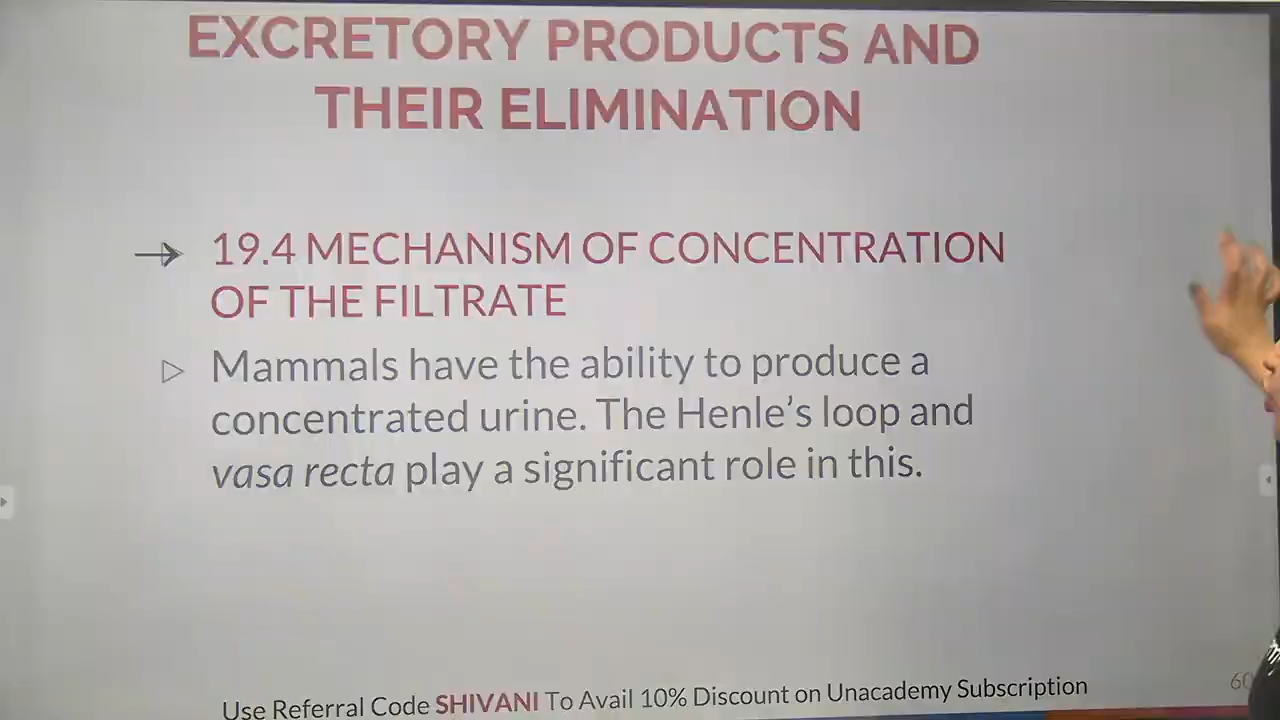 EXCRETORY PRODUCTS AND
THEIR ELIMINATION
→ 19.4 MECHANISM OF CONCENTRATION
OF THE FILTRATE
▷ Mammals have the ability to produce a
concentrated urine. The Henle's loop and
vasa recta play a significant role in this.
60
Use Referral Code SHIVANI To Avail 10% Discount on Unacademy Subscription